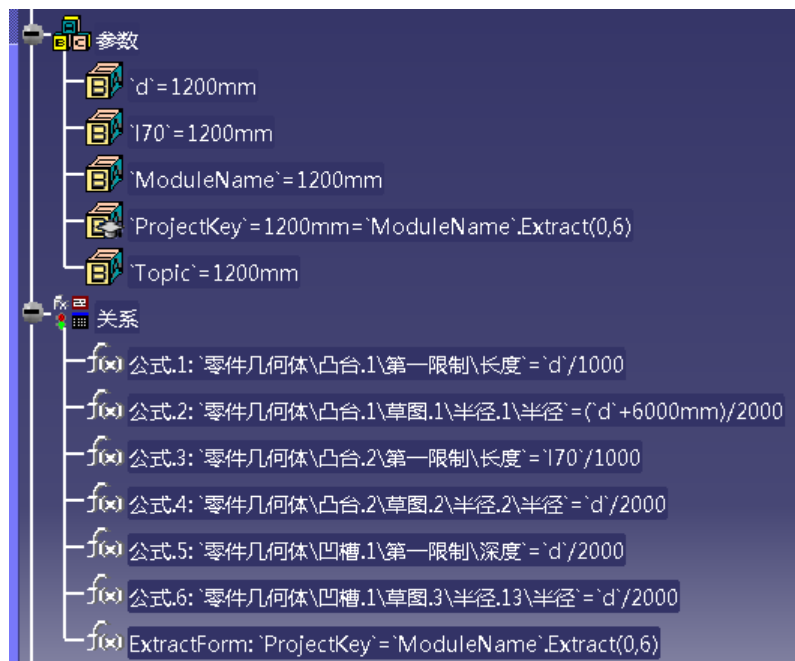 参数
`d`=1200mm
`l70`=1200mm
`ModuleName`=1200mm
`ProjectKey`=1200mm=`ModuleName`.Extract(0,6)
`Topic`=1200mm
关系
公式.1: `零件几何体\凸台.1\第一限制\长度`=`d`/1000
公式.2: `零件几何体\凸台.1\草图.1\半径.1\半径`=(`d`+6000mm)/2000
公式.3: `零件几何体\凸台.2\第一限制\长度`=`l70`/1000
公式.4: `零件几何体\凸台.2\草图.2\半径.2\半径`=`d`/2000
公式.5: `零件几何体\凹槽.1\第一限制\深度`=`d`/2000
公式.6: `零件几何体\凹槽.1\草图.3\半径.13\半径`=`d`/2000
ExtractForm: `ProjectKey`=`ModuleName`.Extract(0,6)